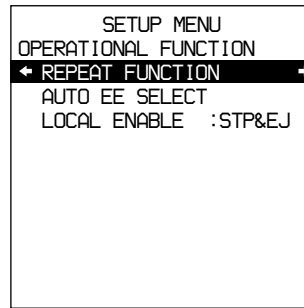 SETUP MENU
OPERATIONAL FUNCTION
← REPEAT FUNCTION
AUTO EE SELECT
LOCAL ENABLE :STP&EJ